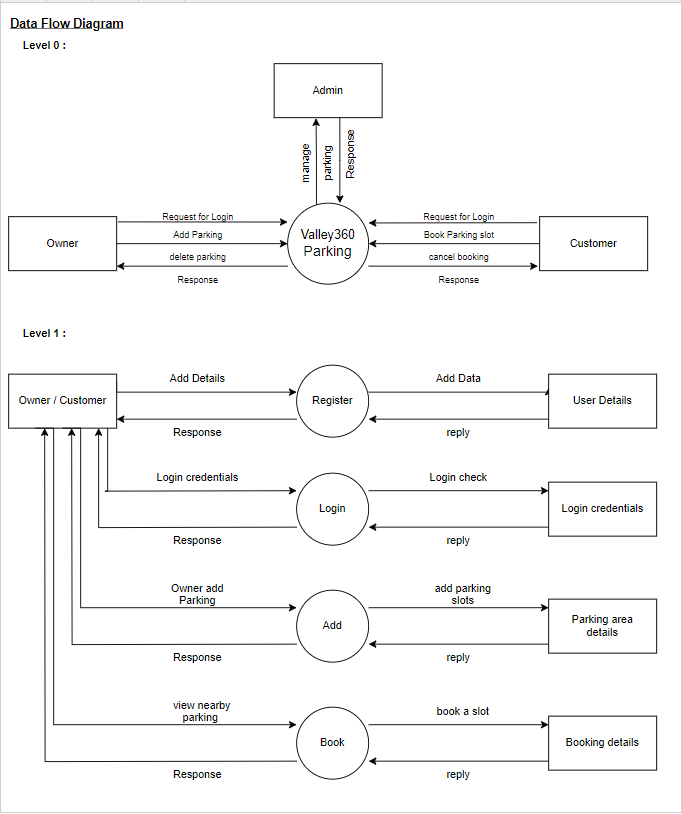 Data Flow Diagram
Level 0 :
Admin
manage
parking
Response
Request for Login
Add Parking
delete parking
Response
Owner
Valley360
Parking
Request for Login
Book Parking slot
cancel booking
Response
Customer
Level 1 :
Owner / Customer
Add Details
Response
Register
Add Data
reply
User Details
Login credentials
Response
Login
Login check
reply
Login credentials
Owner add
Parking
Response
Add
add parking
slots
reply
Parking area
details
view nearby
parking
Response
Book
book a slot
reply
Booking details